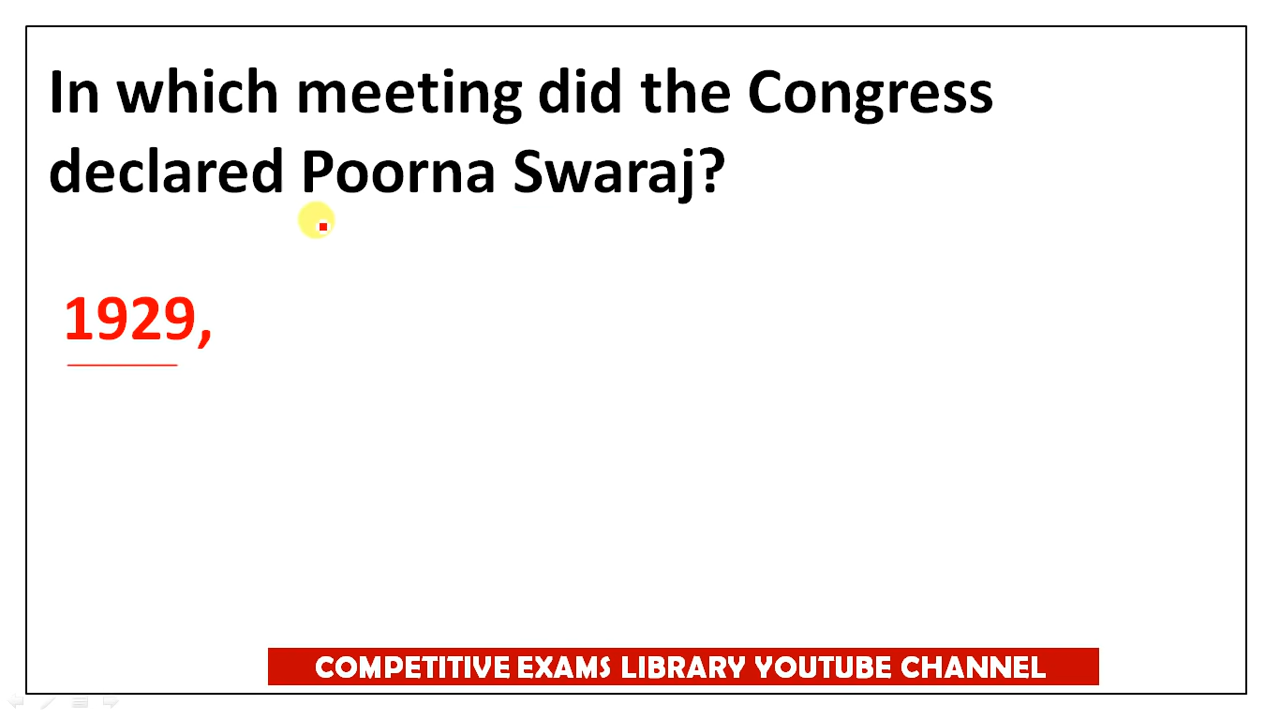 In which meeting did the Congress
declared Poorna Swaraj?
1929,
COMPETITIVE EXAMS LIBRARY YOUTUBE CHANNEL